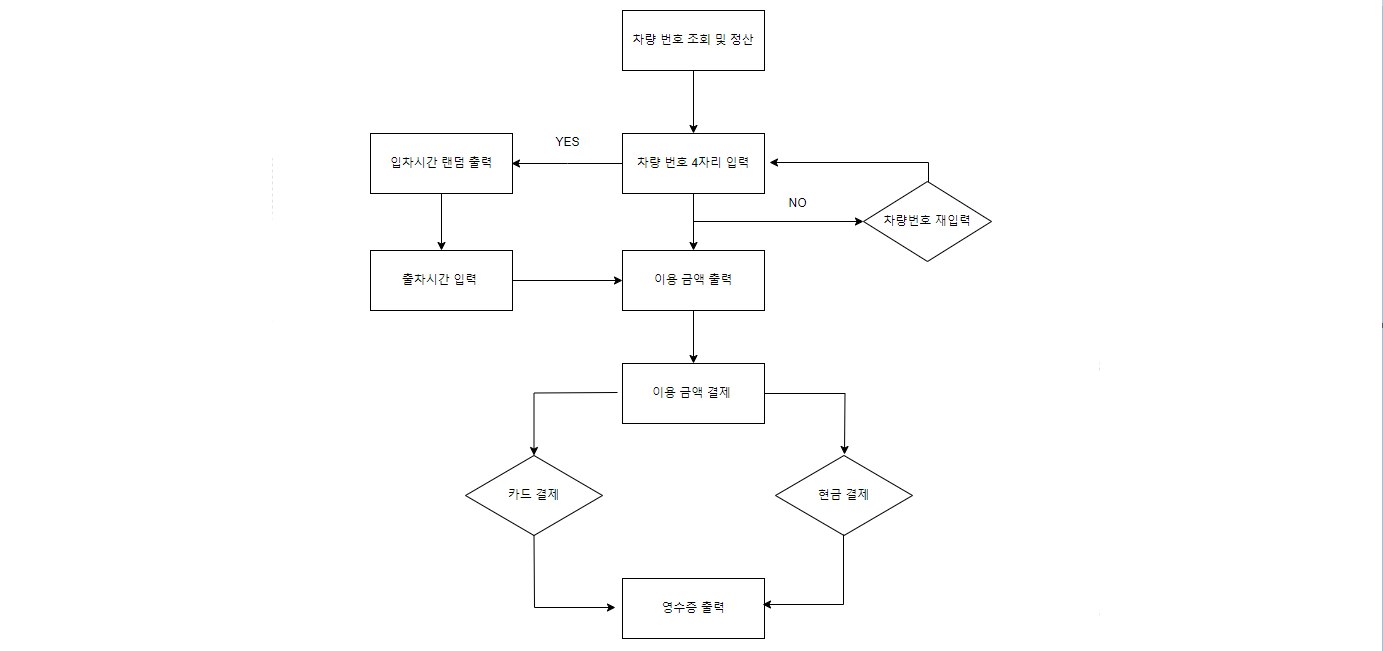 차량 번호 조회 및 정산
YES
입차시간 랜덤 출력
차량 번호 4자리 입력
NO
차량번호 재입력
출차시간 입력
이용 금액 출력
이용 금액 결제
카드 결제
현금 결제
영수증 출력